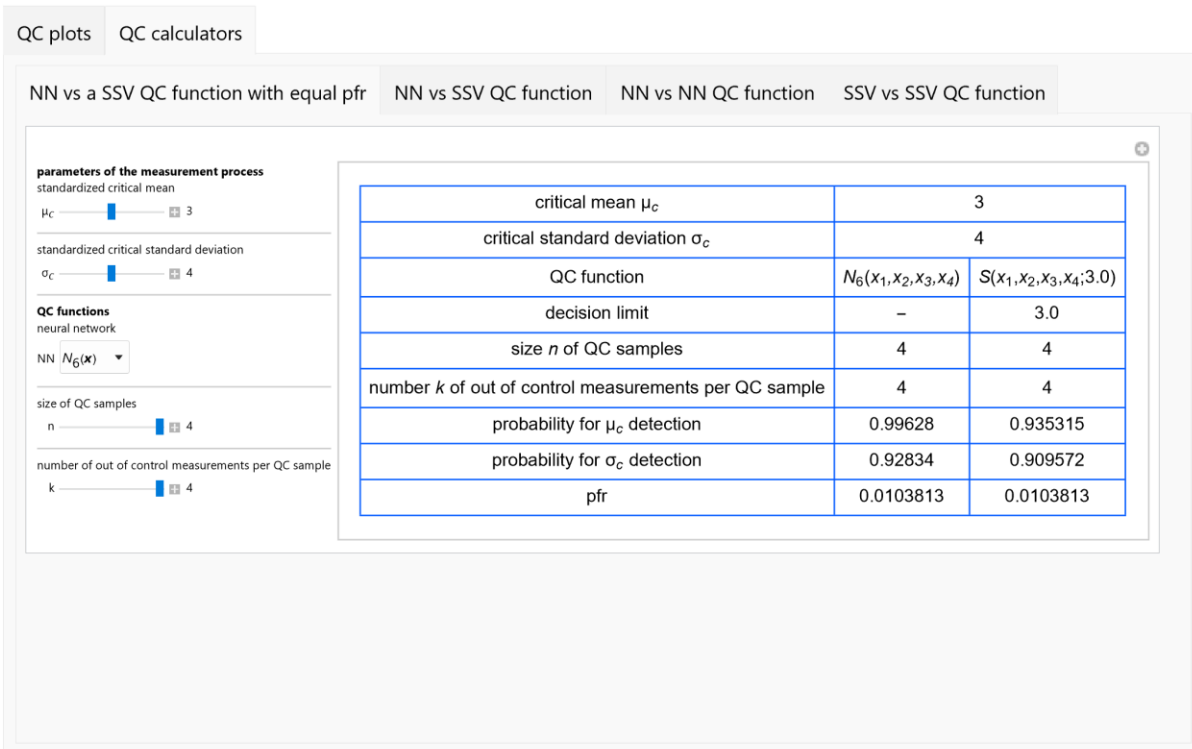 QC plots QC calculators
NN vs a SSV QC function with equal pfr NN vs SSV QC function NN vs NN QC function SSV vs SSV QC function
parameters of the measurement process
standardized critical mean
μc 3
standardized critical standard deviation
σc 4
QC functions
neural network
NN N6(x)
size of QC samples
n 4
number of out of control measurements per QC sample
k 4
critical mean μc 3
critical standard deviation σc 4
QC function N6(x1,x2,x3,x4) S(x1,x2,x3,x4;3.0)
decision limit – 3.0
size n of QC samples 4 4
number k of out of control measurements per QC sample 4 4
probability for μc detection 0.99628 0.935315
probability for σc detection 0.92834 0.909572
pfr 0.0103813 0.0103813